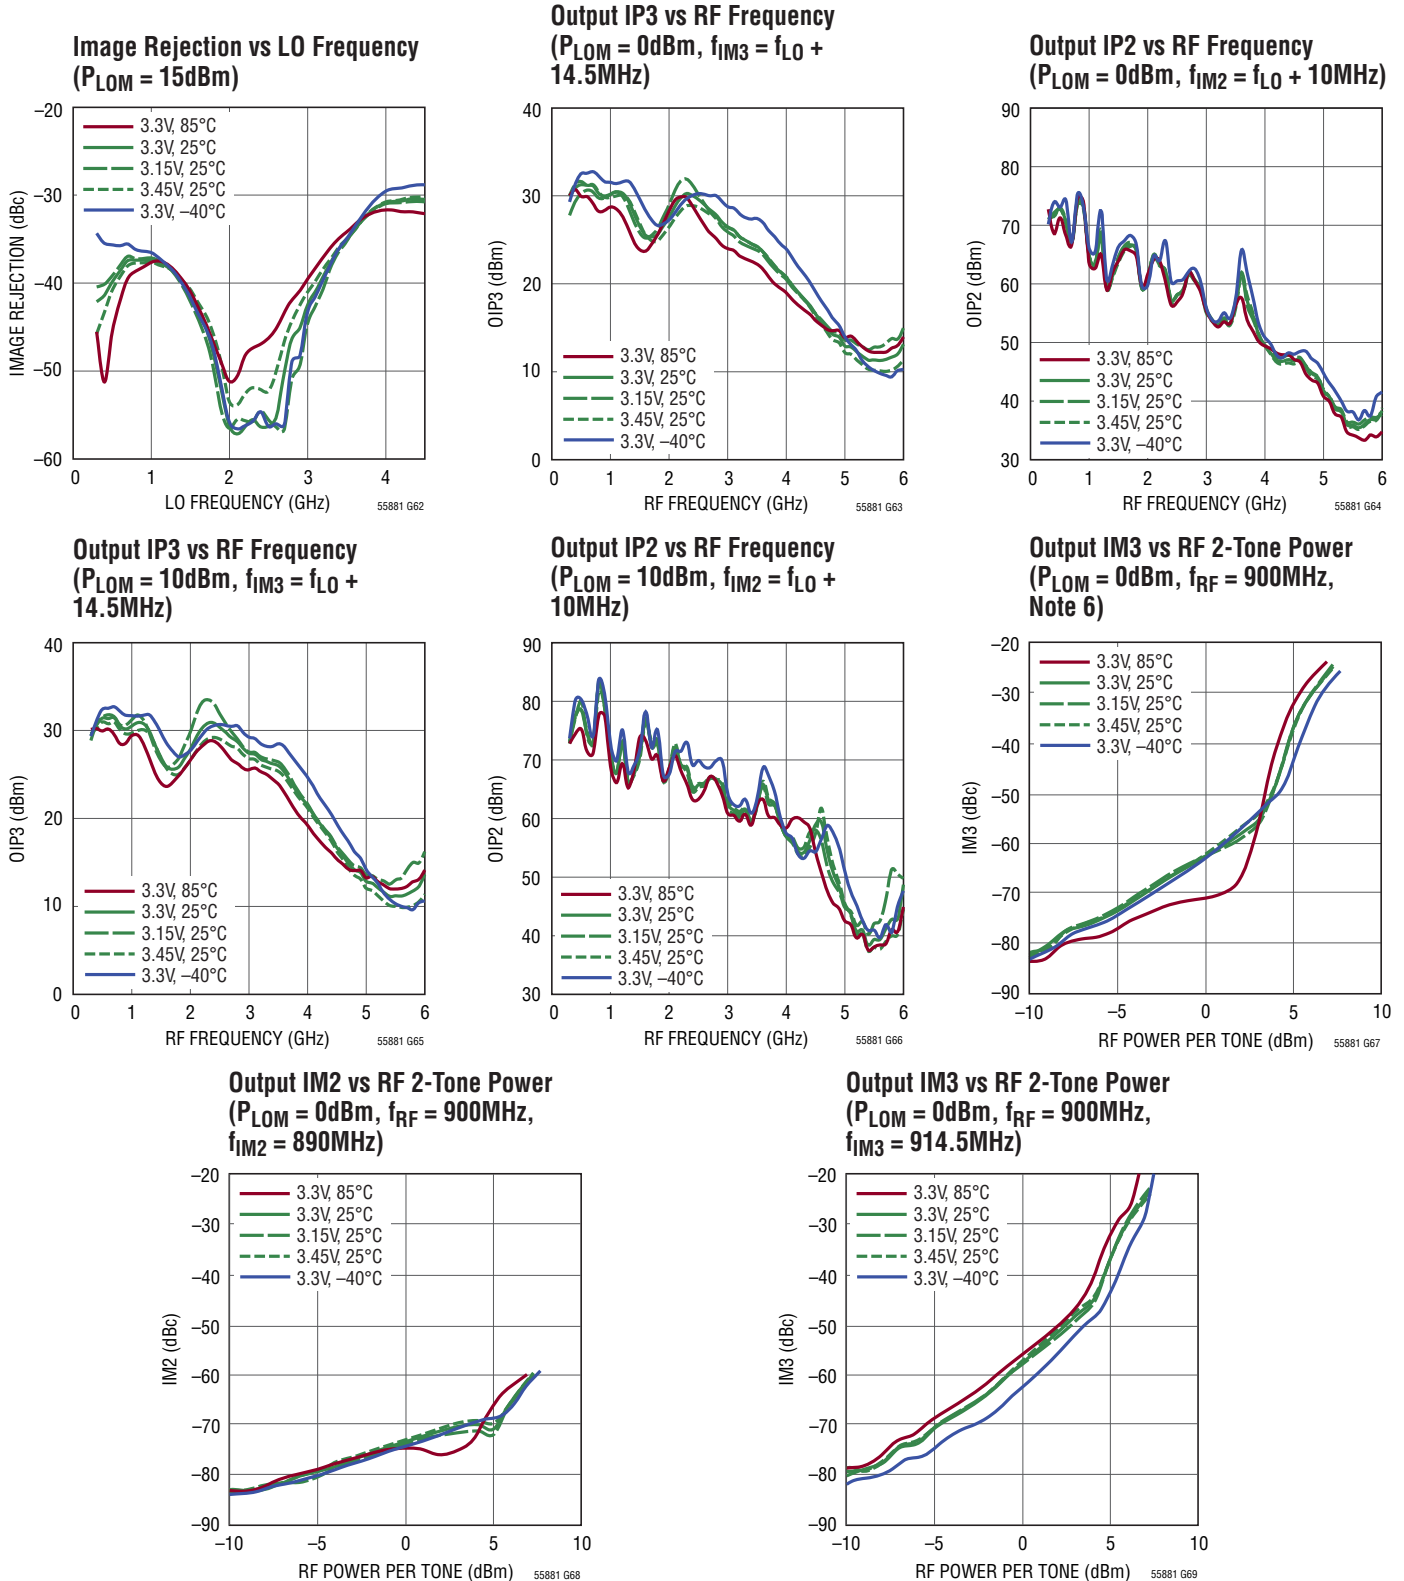 Image Rejection vs LO Frequency
(PLOM = 15dBm)
–20
–30
–40
–50
–60
IMAGE REJECTION (dBc)
3.3V, 85°C
3.3V, 25°C
3.15V, 25°C
3.45V, 25°C
3.3V, –40°C
0 1 2 3 4
LO FREQUENCY (GHz)
55881 G62
Output IP3 vs RF Frequency
(PLOM = 0dBm, fIM3 = fLO +
14.5MHz)
40
30
20
10
0
OIP3 (dBm)
3.3V, 85°C
3.3V, 25°C
3.15V, 25°C
3.45V, 25°C
3.3V, –40°C
0 1 2 3 4 5 6
RF FREQUENCY (GHz)
55881 G63
Output IP2 vs RF Frequency
(PLOM = 0dBm, fIM2 = fLO + 10MHz)
90
80
70
60
50
40
30
OIP2 (dBm)
3.3V, 85°C
3.3V, 25°C
3.15V, 25°C
3.45V, 25°C
3.3V, –40°C
0 1 2 3 4 5 6
RF FREQUENCY (GHz)
55881 G64
Output IP3 vs RF Frequency
(PLOM = 10dBm, fIM3 = fLO +
14.5MHz)
40
30
20
10
0
OIP3 (dBm)
3.3V, 85°C
3.3V, 25°C
3.15V, 25°C
3.45V, 25°C
3.3V, –40°C
0 1 2 3 4 5 6
RF FREQUENCY (GHz)
55881 G65
Output IP2 vs RF Frequency
(PLOM = 10dBm, fIM2 = fLO +
10MHz)
90
80
70
60
50
40
30
OIP2 (dBm)
3.3V, 85°C
3.3V, 25°C
3.15V, 25°C
3.45V, 25°C
3.3V, –40°C
0 1 2 3 4 5 6
RF FREQUENCY (GHz)
55881 G66
Output IM3 vs RF 2-Tone Power
(PLOM = 0dBm, fRF = 900MHz,
Note 6)
–20
–30
–40
–50
–60
–70
–80
–90
IM3 (dBc)
3.3V, 85°C
3.3V, 25°C
3.15V, 25°C
3.45V, 25°C
3.3V, –40°C
–10 –5 0 5 10
RF POWER PER TONE (dBm)
55881 G67
Output IM2 vs RF 2-Tone Power
(PLOM = 0dBm, fRF = 900MHz,
fIM2 = 890MHz)
–20
–30
–40
–50
–60
–70
–80
–90
IM2 (dBc)
3.3V, 85°C
3.3V, 25°C
3.15V, 25°C
3.45V, 25°C
3.3V, –40°C
–10 –5 0 5 10
RF POWER PER TONE (dBm)
55881 G68
Output IM3 vs RF 2-Tone Power
(PLOM = 0dBm, fRF = 900MHz,
fIM3 = 914.5MHz)
–20
–30
–40
–50
–60
–70
–80
–90
IM3 (dBc)
3.3V, 85°C
3.3V, 25°C
3.15V, 25°C
3.45V, 25°C
3.3V, –40°C
–10 –5 0 5 10
RF POWER PER TONE (dBm)
55881 G69